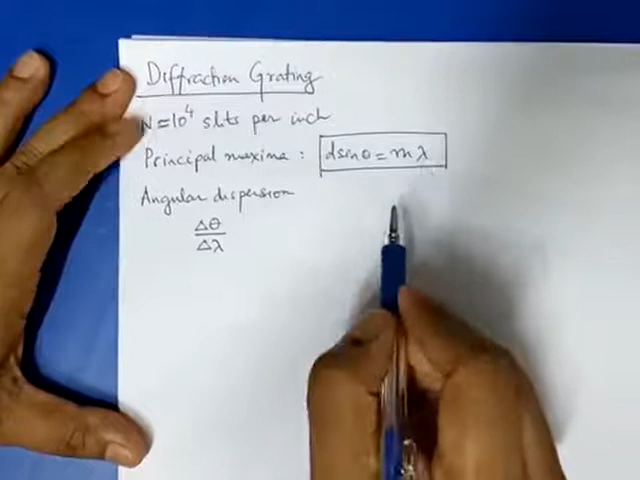 Diffraction Grating
N ≈ 10⁴ slits per inch
Principal maxima : dsinθ = mλ
Angular dispersion
Δθ
Δλ